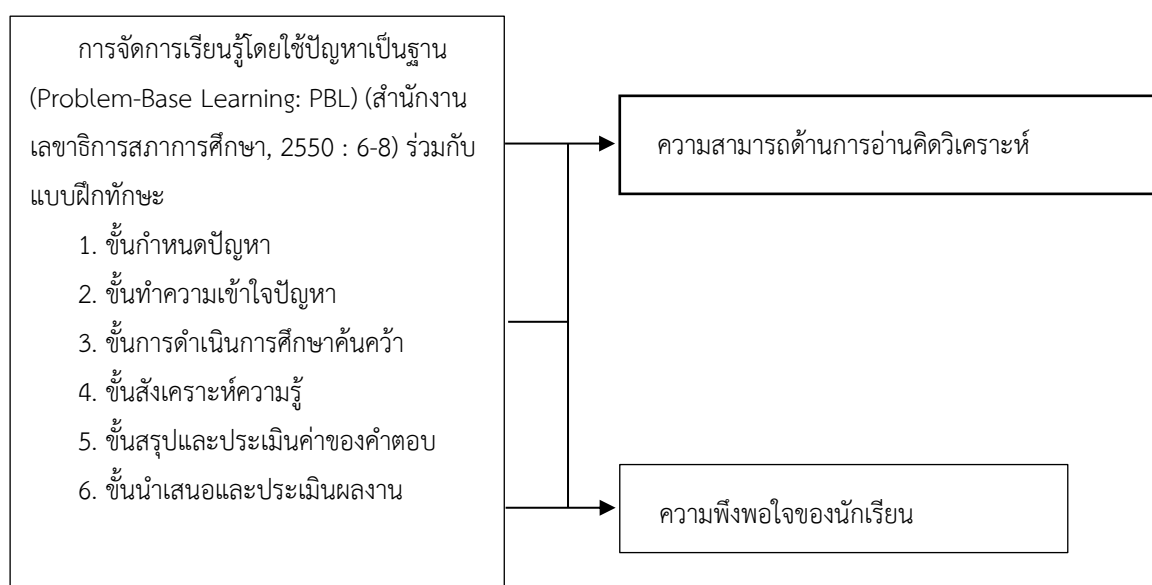 การจัดการเรียนรู้โดยใช้ปัญหาเป็นฐาน
(Problem-Base Learning: PBL) (สำนักงาน
เลขาธิการสภาการศึกษา, 2550 : 6-8) ร่วมกับ
แบบฝึกทักษะ
1. ขั้นกำหนดปัญหา
2. ขั้นทำความเข้าใจปัญหา
3. ขั้นการดำเนินการศึกษาค้นคว้า
4. ขั้นสังเคราะห์ความรู้
5. ขั้นสรุปและประเมินค่าของคำตอบ
6. ขั้นนำเสนอและประเมินผลงาน
ความสามารถด้านการอ่านคิดวิเคราะห์
ความพึงพอใจของนักเรียน